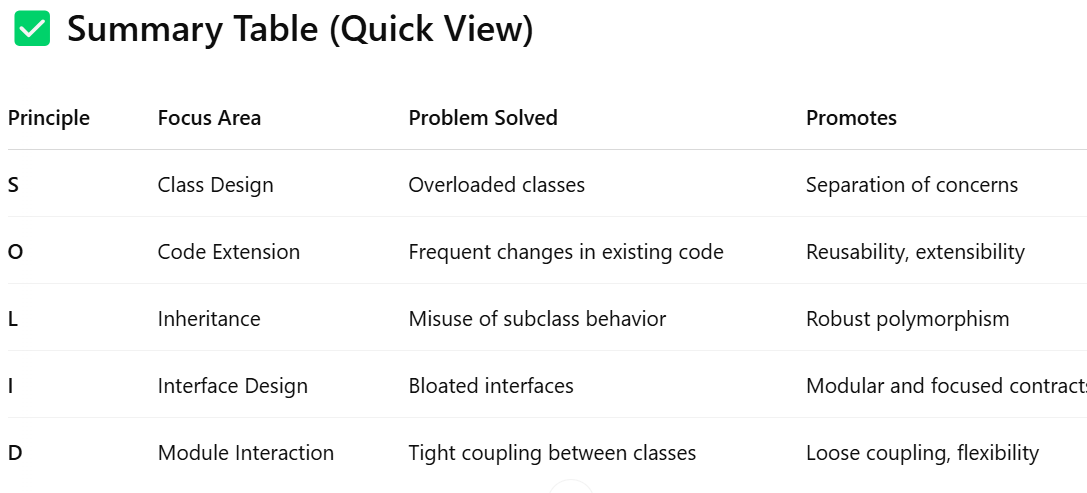 ✅ Summary Table (Quick View)
Principle Focus Area Problem Solved Promotes
S Class Design Overloaded classes Separation of concerns
O Code Extension Frequent changes in existing code Reusability, extensibility
L Inheritance Misuse of subclass behavior Robust polymorphism
I Interface Design Bloated interfaces Modular and focused contracts
D Module Interaction Tight coupling between classes Loose coupling, flexibility